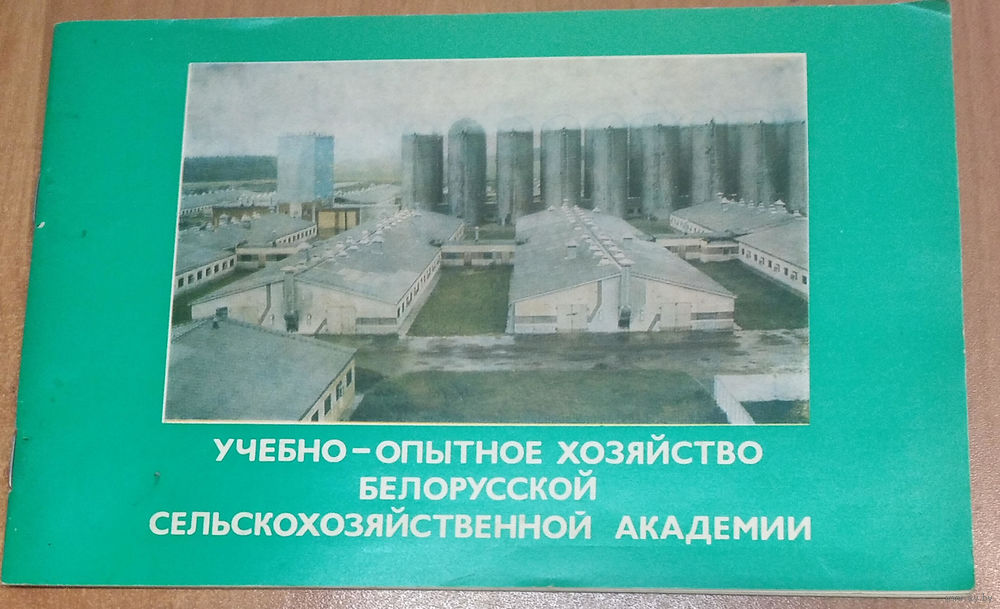 УЧЕБНО-ОПЫТНОЕ ХОЗЯЙСТВО
БЕЛОРУССКОЙ
СЕЛЬСКОХОЗЯЙСТВЕННОЙ АКАДЕМИИ